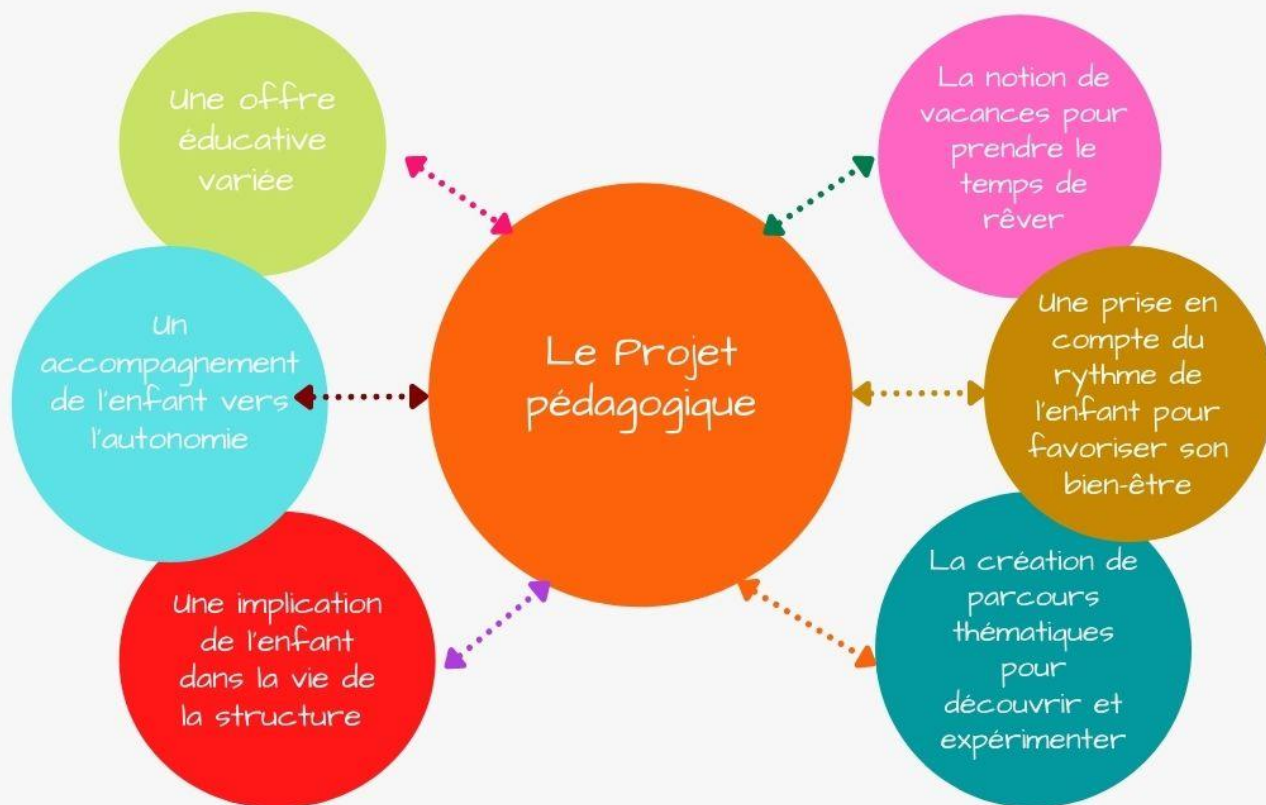 Une offre
éducative
variée
Un
accompagnement
de l'enfant vers
l'autonomie
Une implication
de l'enfant
dans la vie de
la structure
Le Projet
pédagogique
La notion de
vacances pour
prendre le
temps de
rêver
Une prise en
compte du
rythme de
l'enfant pour
favoriser son
bien-être
La création de
parcours
thématiques
pour
découvrir et
expérimenter